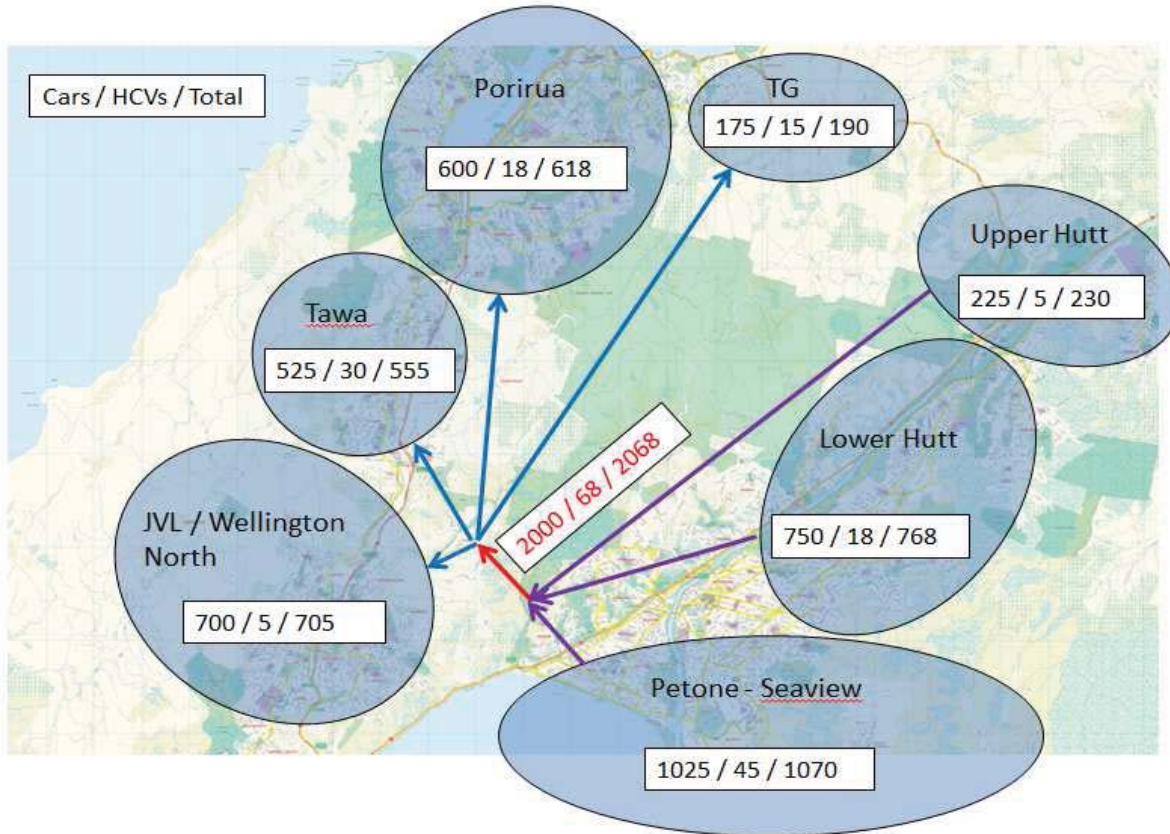 Cars / HCVs / Total
Porirua
600 / 18 / 618
TG
175 / 15 / 190
Upper Hutt
225 / 5 / 230
Tawa
525 / 30 / 555
Lower Hutt
750 / 18 / 768
2000 / 68 / 2068
JVL / Wellington
North
700 / 5 / 705
Petone - Seaview
1025 / 45 / 1070